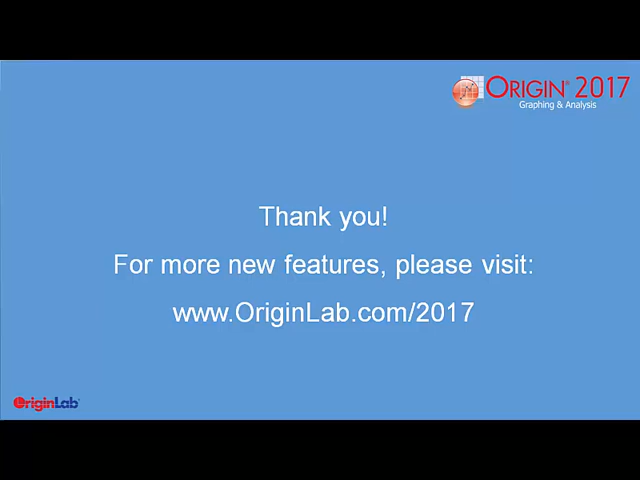 ORIGIN® 2017
Graphing & Analysis
Thank you!
For more new features, please visit:
www.OriginLab.com/2017
OriginLab®